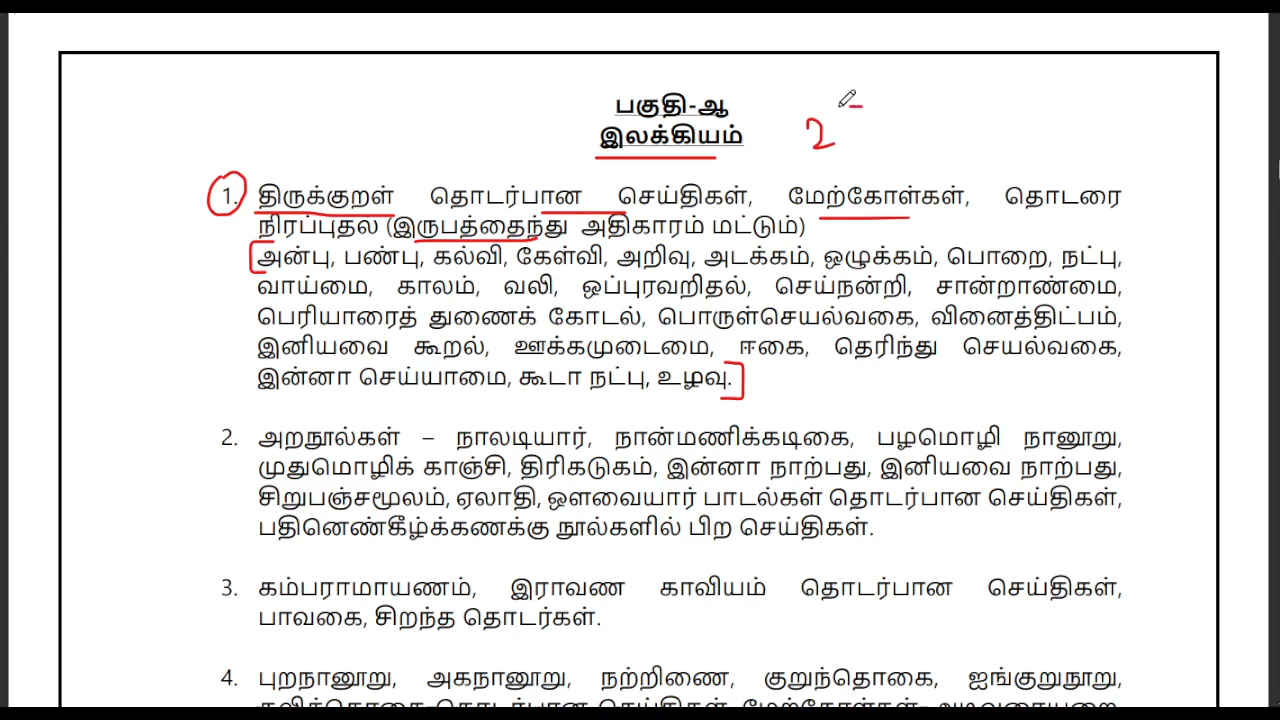 பகுதி-ஆ
இலக்கியம்
2
1. திருக்குறள் தொடர்பான செய்திகள், மேற்கோள்கள், தொடரை
நிரப்புதல (இருபத்தைந்து அதிகாரம் மட்டும்)
அன்பு, பண்பு, கல்வி, கேள்வி, அறிவு, அடக்கம், ஒழுக்கம், பொறை, நட்பு,
வாய்மை, காலம், வலி, ஒப்புரவறிதல், செய்நன்றி, சான்றாண்மை,
பெரியாரைத் துணைக் கோடல், பொருள்செயல்வகை, வினைத்திட்பம்,
இனியவை கூறல், ஊக்கமுடைமை, ஈகை, தெரிந்து செயல்வகை,
இன்னா செய்யாமை, கூடா நட்பு, உழவு.
2. அறநூல்கள் – நாலடியார், நான்மணிக்கடிகை, பழமொழி நானூறு,
முதுமொழிக் காஞ்சி, திரிகடுகம், இன்னா நாற்பது, இனியவை நாற்பது,
சிறுபஞ்சமூலம், ஏலாதி, ஔவையார் பாடல்கள் தொடர்பான செய்திகள்,
பதினெண்கீழ்க்கணக்கு நூல்களில் பிற செய்திகள்.
3. கம்பராமாயணம், இராவண காவியம் தொடர்பான செய்திகள்,
பாவகை, சிறந்த தொடர்கள்.
4. புறநானூறு, அகநானூறு, நற்றிணை, குறுந்தொகை, ஐங்குறுநூறு,